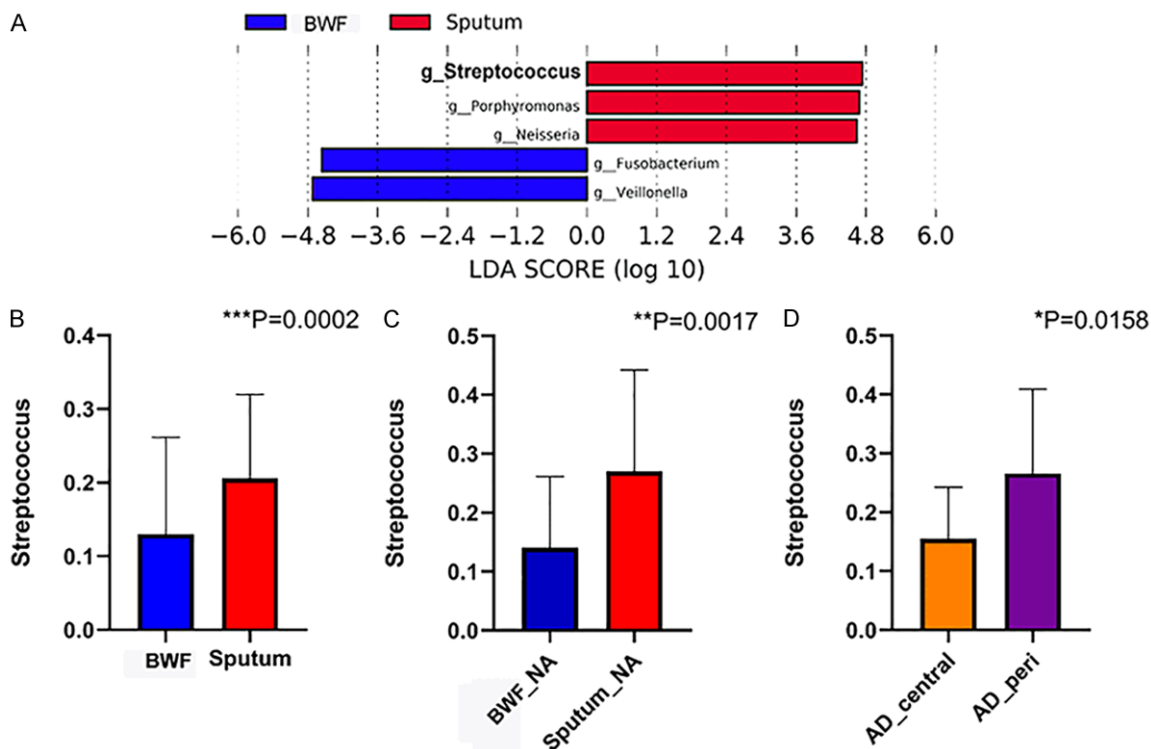 A
BWF Sputum
g_Streptococcus
g__Porphyromonas
g__Neisseria
g__Fusobacterium
g__Veillonella
−6.0 −4.8 −3.6 −2.4 −1.2 0.0 1.2 2.4 3.6 4.8 6.0
LDA SCORE (log 10)
B
***P=0.0002
0.4
0.3
0.2
0.1
0.0
Streptococcus
BWF Sputum
C
**P=0.0017
0.5
0.4
0.3
0.2
0.1
0.0
Streptococcus
BWF_NA Sputum_NA
D
*P=0.0158
0.5
0.4
0.3
0.2
0.1
0.0
Streptococcus
AD_central AD_peri